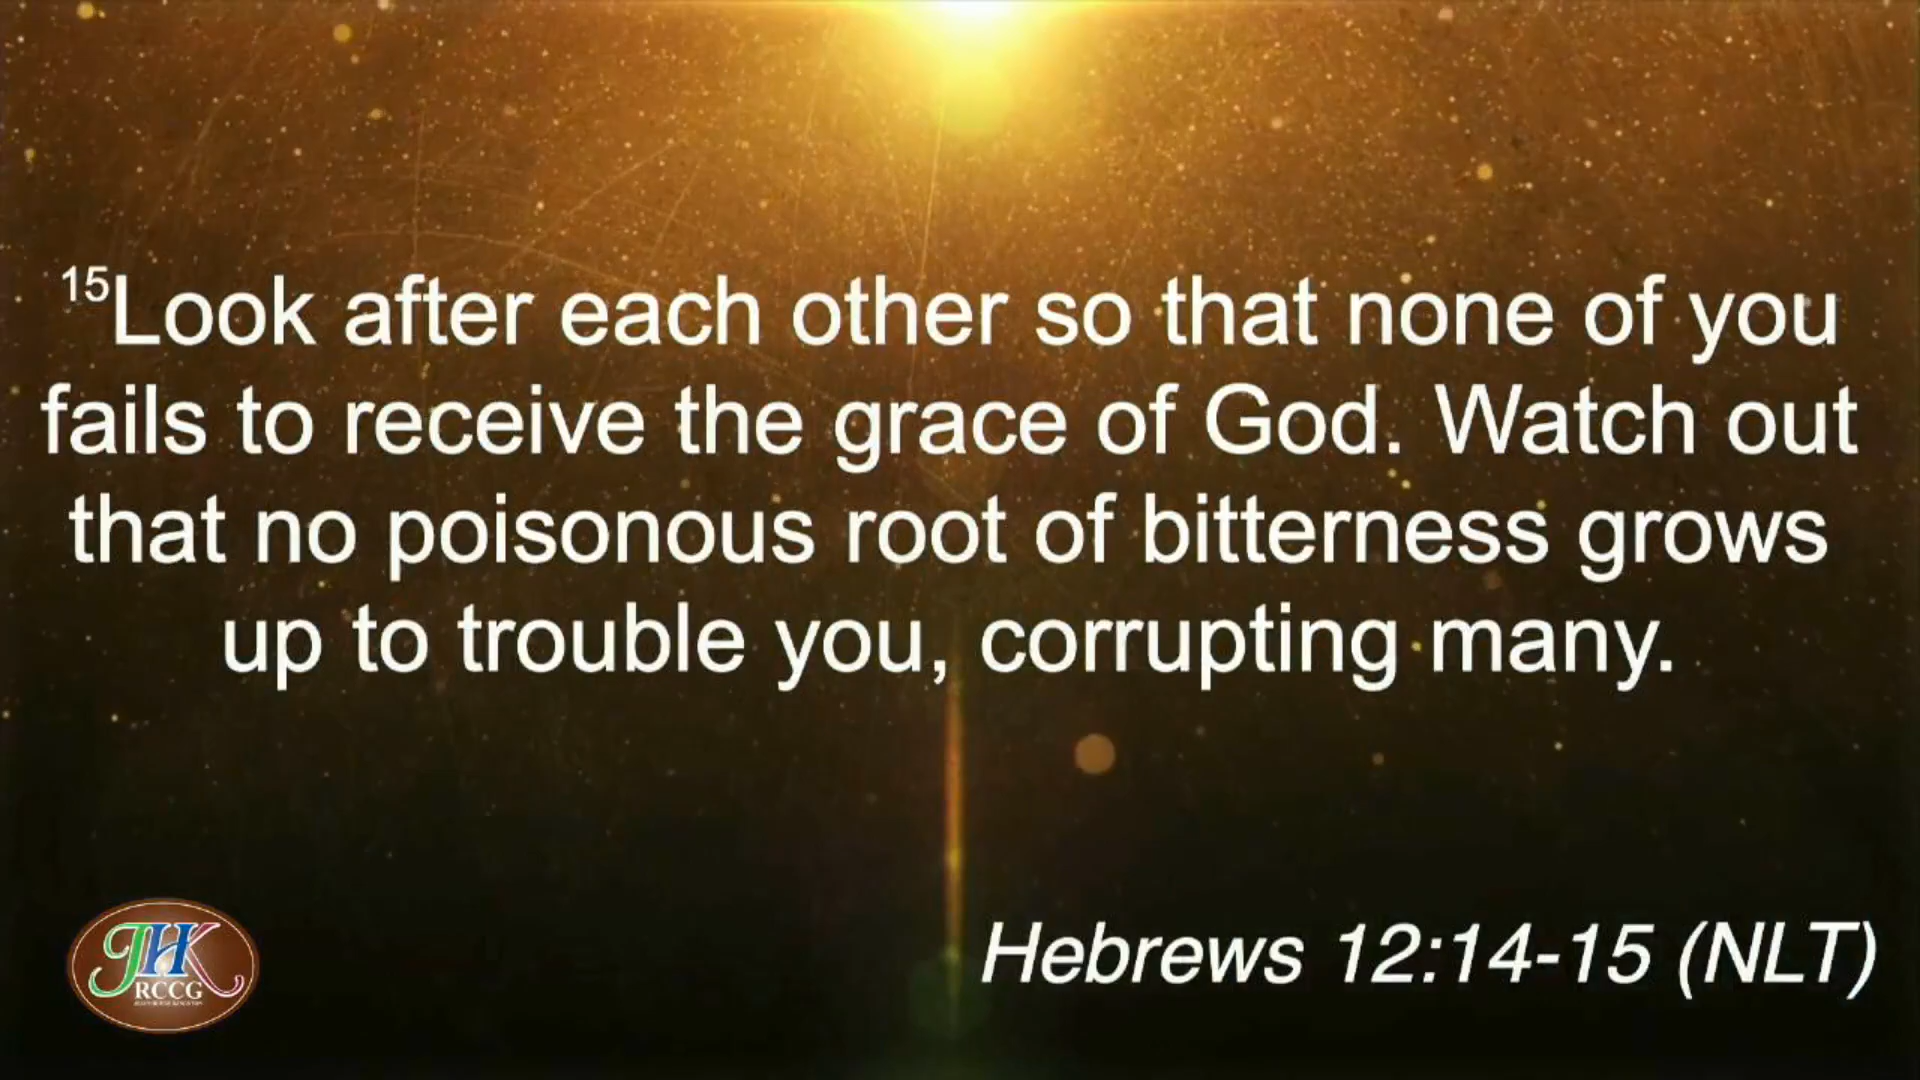 15Look after each other so that none of you
fails to receive the grace of God. Watch out
that no poisonous root of bitterness grows
up to trouble you, corrupting many.
Hebrews 12:14-15 (NLT)
JHK
RCCG